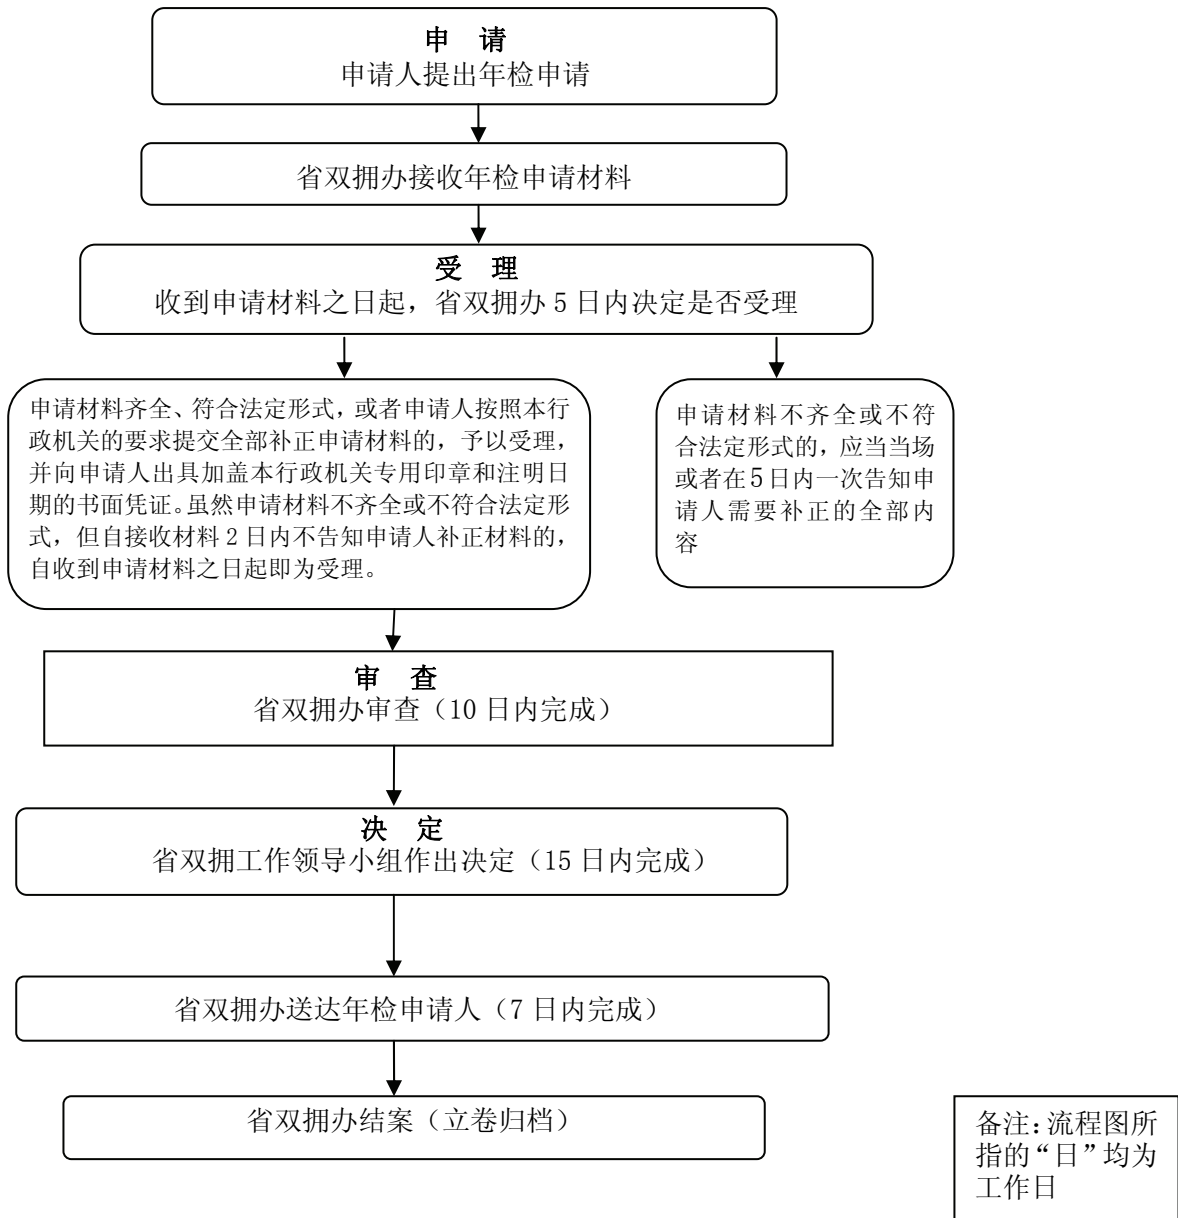 申 请
申请人提出年检申请
省双拥办接收年检申请材料
受 理
收到申请材料之日起，省双拥办 5 日内决定是否受理
申请材料齐全、符合法定形式，或者申请人按照本行
政机关的要求提交全部补正申请材料的，予以受理，
并向申请人出具加盖本行政机关专用印章和注明日
期的书面凭证。虽然申请材料不齐全或不符合法定形
式，但自接收材料 2 日内不告知申请人补正材料的，
自收到申请材料之日起即为受理。
申请材料不齐全或不符
合法定形式的，应当当场
或者在 5 日内一次告知申
请人需要补正的全部内
容
审 查
省双拥办审查（10 日内完成）
决 定
省双拥工作领导小组作出决定（15 日内完成）
省双拥办送达年检申请人（7 日内完成）
省双拥办结案（立卷归档）
备注：流程图所
指的“日”均为
工作日